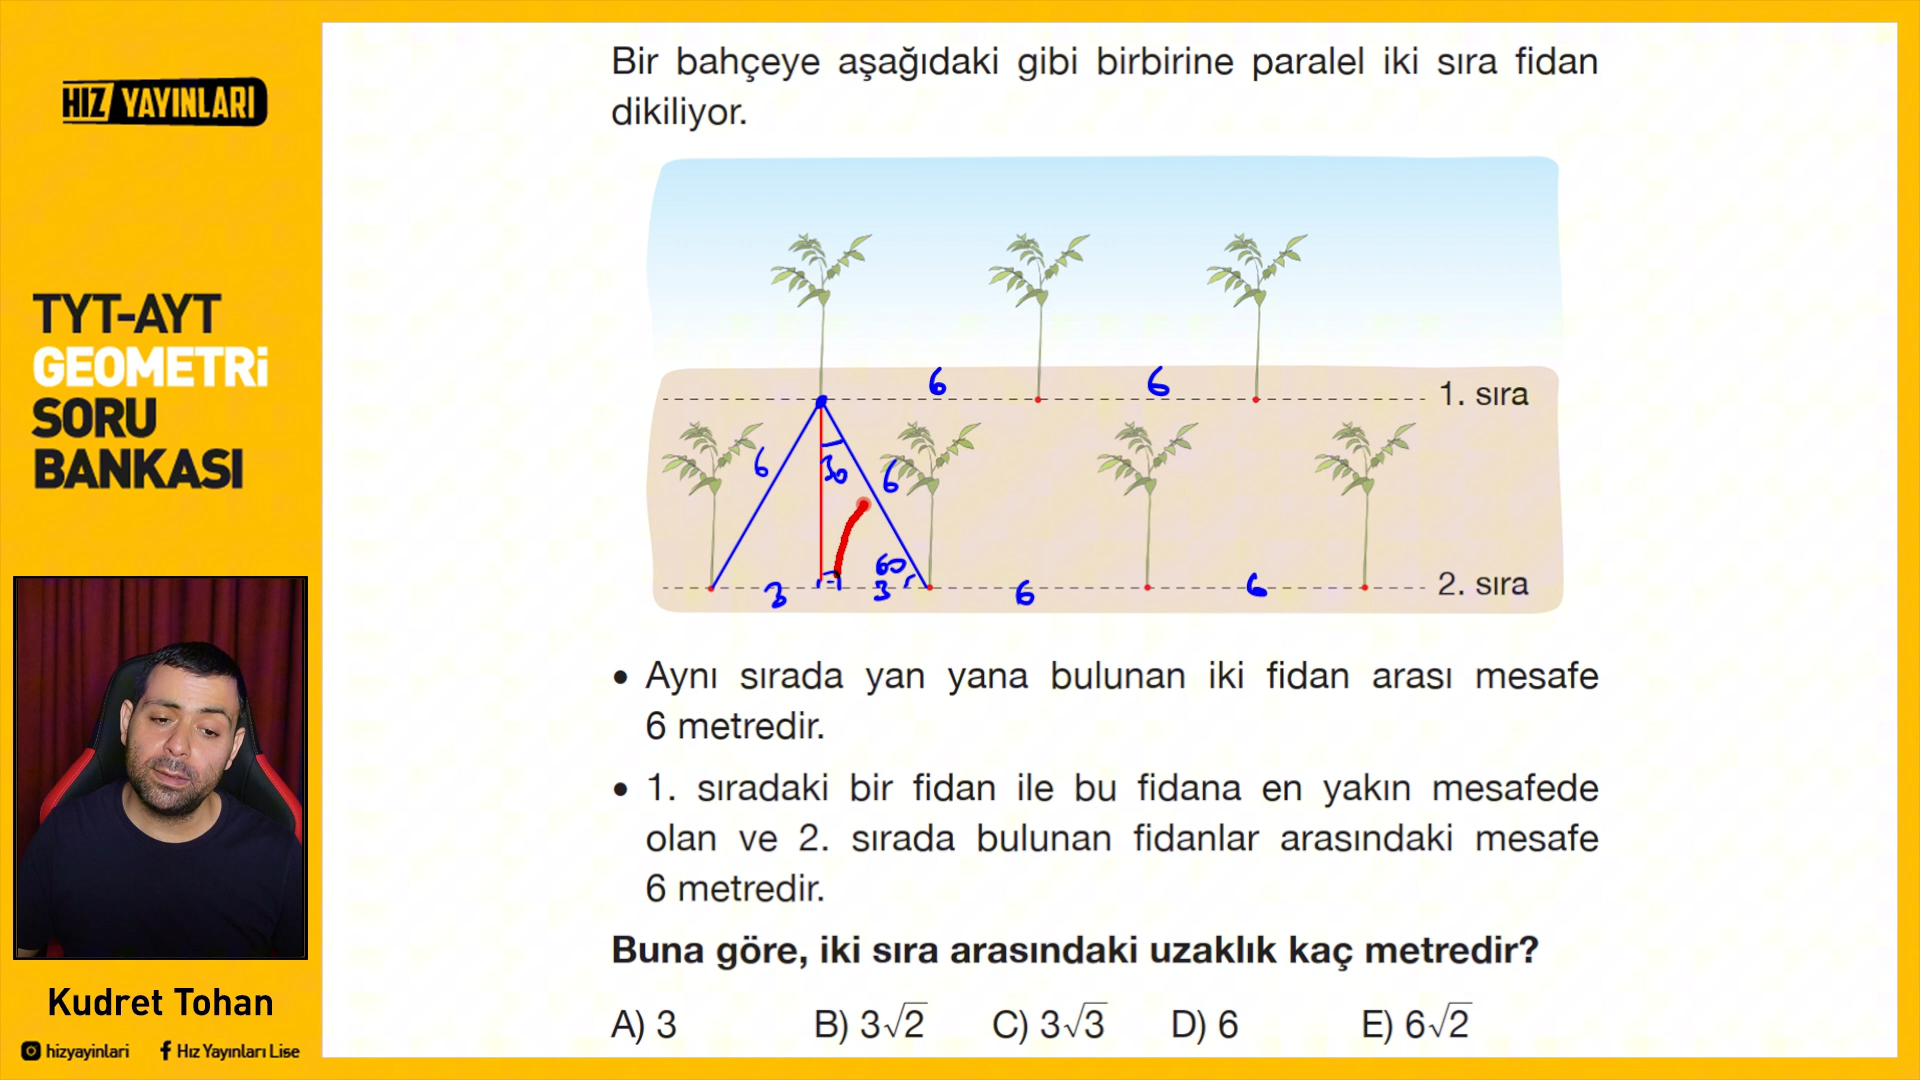 HIZ YAYINLARI
TYT-AYT
GEOMETRİ
SORU
BANKASI
Kudret Tohan
hizyayinlari
Hız Yayınları Lise
Bir bahçeye aşağıdaki gibi birbirine paralel iki sıra fidan
dikiliyor.
6 6
1. sıra
6 30 6
60
3 3 6 6
2. sıra
• Aynı sırada yan yana bulunan iki fidan arası mesafe
6 metredir.
• 1. sıradaki bir fidan ile bu fidana en yakın mesafede
olan ve 2. sırada bulunan fidanlar arasındaki mesafe
6 metredir.
Buna göre, iki sıra arasındaki uzaklık kaç metredir?
A) 3 B) 3√2 C) 3√3 D) 6 E) 6√2